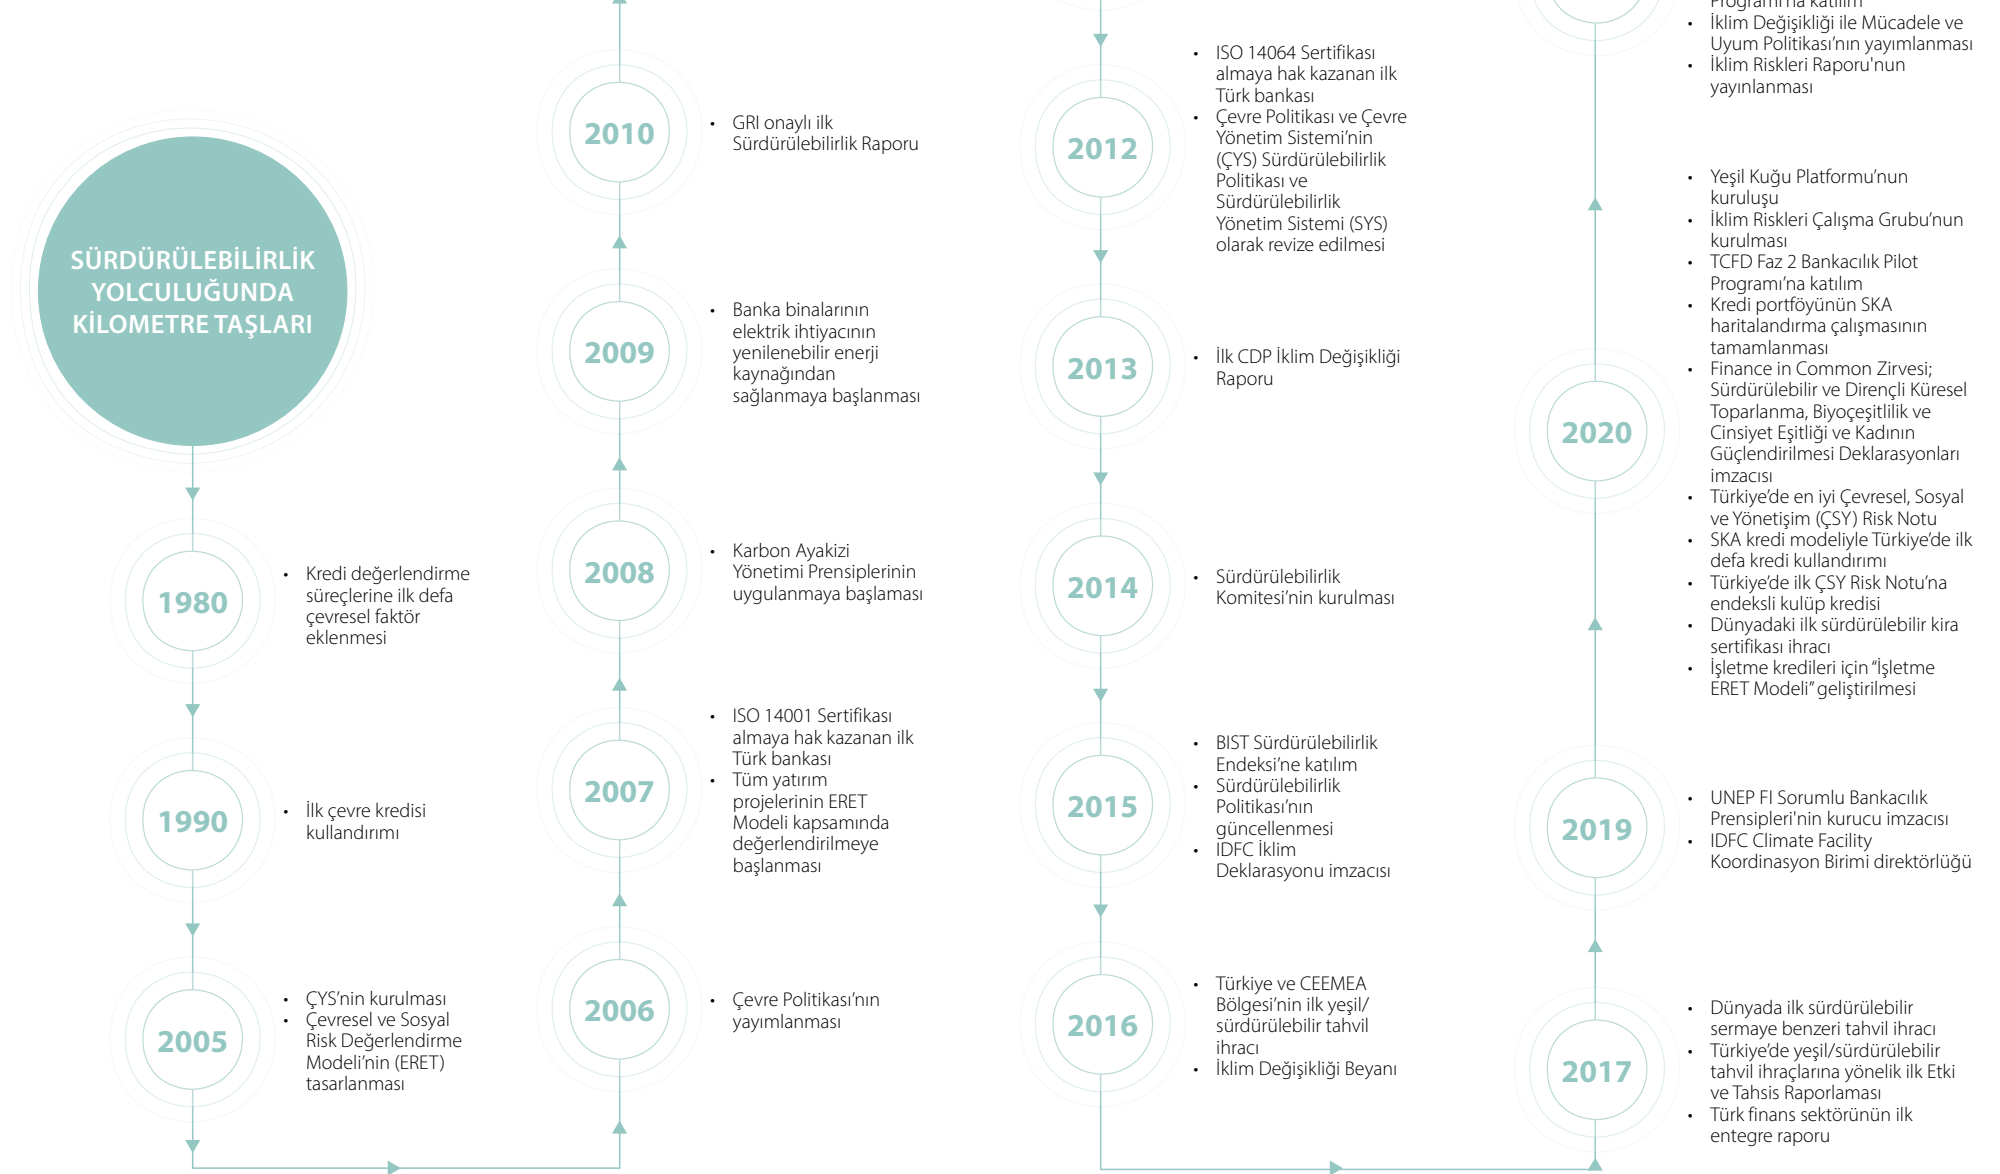 SÜRDÜRÜLEBİLİRLİK
YOLCULUĞUNDA
KİLOMETRE TAŞLARI
1980
• Kredi değerlendirme
süreçlerine ilk defa
çevresel faktör
eklenmesi
1990
• İlk çevre kredisi
kullandırımı
2005
• ÇYS’nin kurulması
• Çevresel ve Sosyal
Risk Değerlendirme
Modeli’nin (ERET)
tasarlanması
2006
• Çevre Politikası’nın
yayımlanması
2007
• ISO 14001 Sertifikası
almaya hak kazanan ilk
Türk bankası
• Tüm yatırım
projelerinin ERET
Modeli kapsamında
değerlendirilmeye
başlanması
2008
• Karbon Ayakizi
Yönetimi Prensiplerinin
uygulanmaya başlaması
2009
• Banka binalarının
elektrik ihtiyacının
yenilenebilir enerji
kaynağından
sağlanmaya başlanması
2010
• GRI onaylı ilk
Sürdürülebilirlik Raporu
2012
• ISO 14064 Sertifikası
almaya hak kazanan ilk
Türk bankası
• Çevre Politikası ve Çevre
Yönetim Sistemi’nin
(ÇYS) Sürdürülebilirlik
Politikası ve
Sürdürülebilirlik
Yönetim Sistemi (SYS)
olarak revize edilmesi
2013
• İlk CDP İklim Değişikliği
Raporu
2014
• Sürdürülebilirlik
Komitesi’nin kurulması
2015
• BIST Sürdürülebilirlik
Endeksi’ne katılım
• Sürdürülebilirlik
Politikası’nın
güncellenmesi
• IDFC İklim
Deklarasyonu imzacısı
2016
• Türkiye ve CEEMEA
Bölgesi’nin ilk yeşil/
sürdürülebilir tahvil
ihracı
• İklim Değişikliği Beyanı
2017
• Dünyada ilk sürdürülebilir
sermaye benzeri tahvil ihracı
• Türkiye’de yeşil/sürdürülebilir
tahvil ihraçlarına yönelik ilk Etki
ve Tahsis Raporlaması
• Türk finans sektörünün ilk
entegre raporu
2019
• UNEP FI Sorumlu Bankacılık
Prensipleri'nin kurucu imzacısı
• IDFC Climate Facility
Koordinasyon Birimi direktörlüğü
2020
• Yeşil Kuğu Platformu’nun
kuruluşu
• İklim Riskleri Çalışma Grubu’nun
kurulması
• TCFD Faz 2 Bankacılık Pilot
Programı’na katılım
• Kredi portföyünün SKA
haritalandırma çalışmasının
tamamlanması
• Finance in Common Zirvesi;
Sürdürülebilir ve Dirençli Küresel
Toparlanma, Biyoçeşitlilik ve
Cinsiyet Eşitliği ve Kadının
Güçlendirilmesi Deklarasyonları
imzacısı
• Türkiye’de en iyi Çevresel, Sosyal
ve Yönetişim (ÇSY) Risk Notu
• SKA kredi modeliyle Türkiye’de ilk
defa kredi kullandırımı
• Türkiye’de ilk ÇSY Risk Notu’na
endeksli kulüp kredisi
• Dünyadaki ilk sürdürülebilir kira
sertifikası ihracı
• İşletme kredileri için “İşletme
ERET Modeli” geliştirilmesi
Programı’na katılım
• İklim Değişikliği ile Mücadele ve
Uyum Politikası’nın yayımlanması
• İklim Riskleri Raporu'nun
yayınlanması